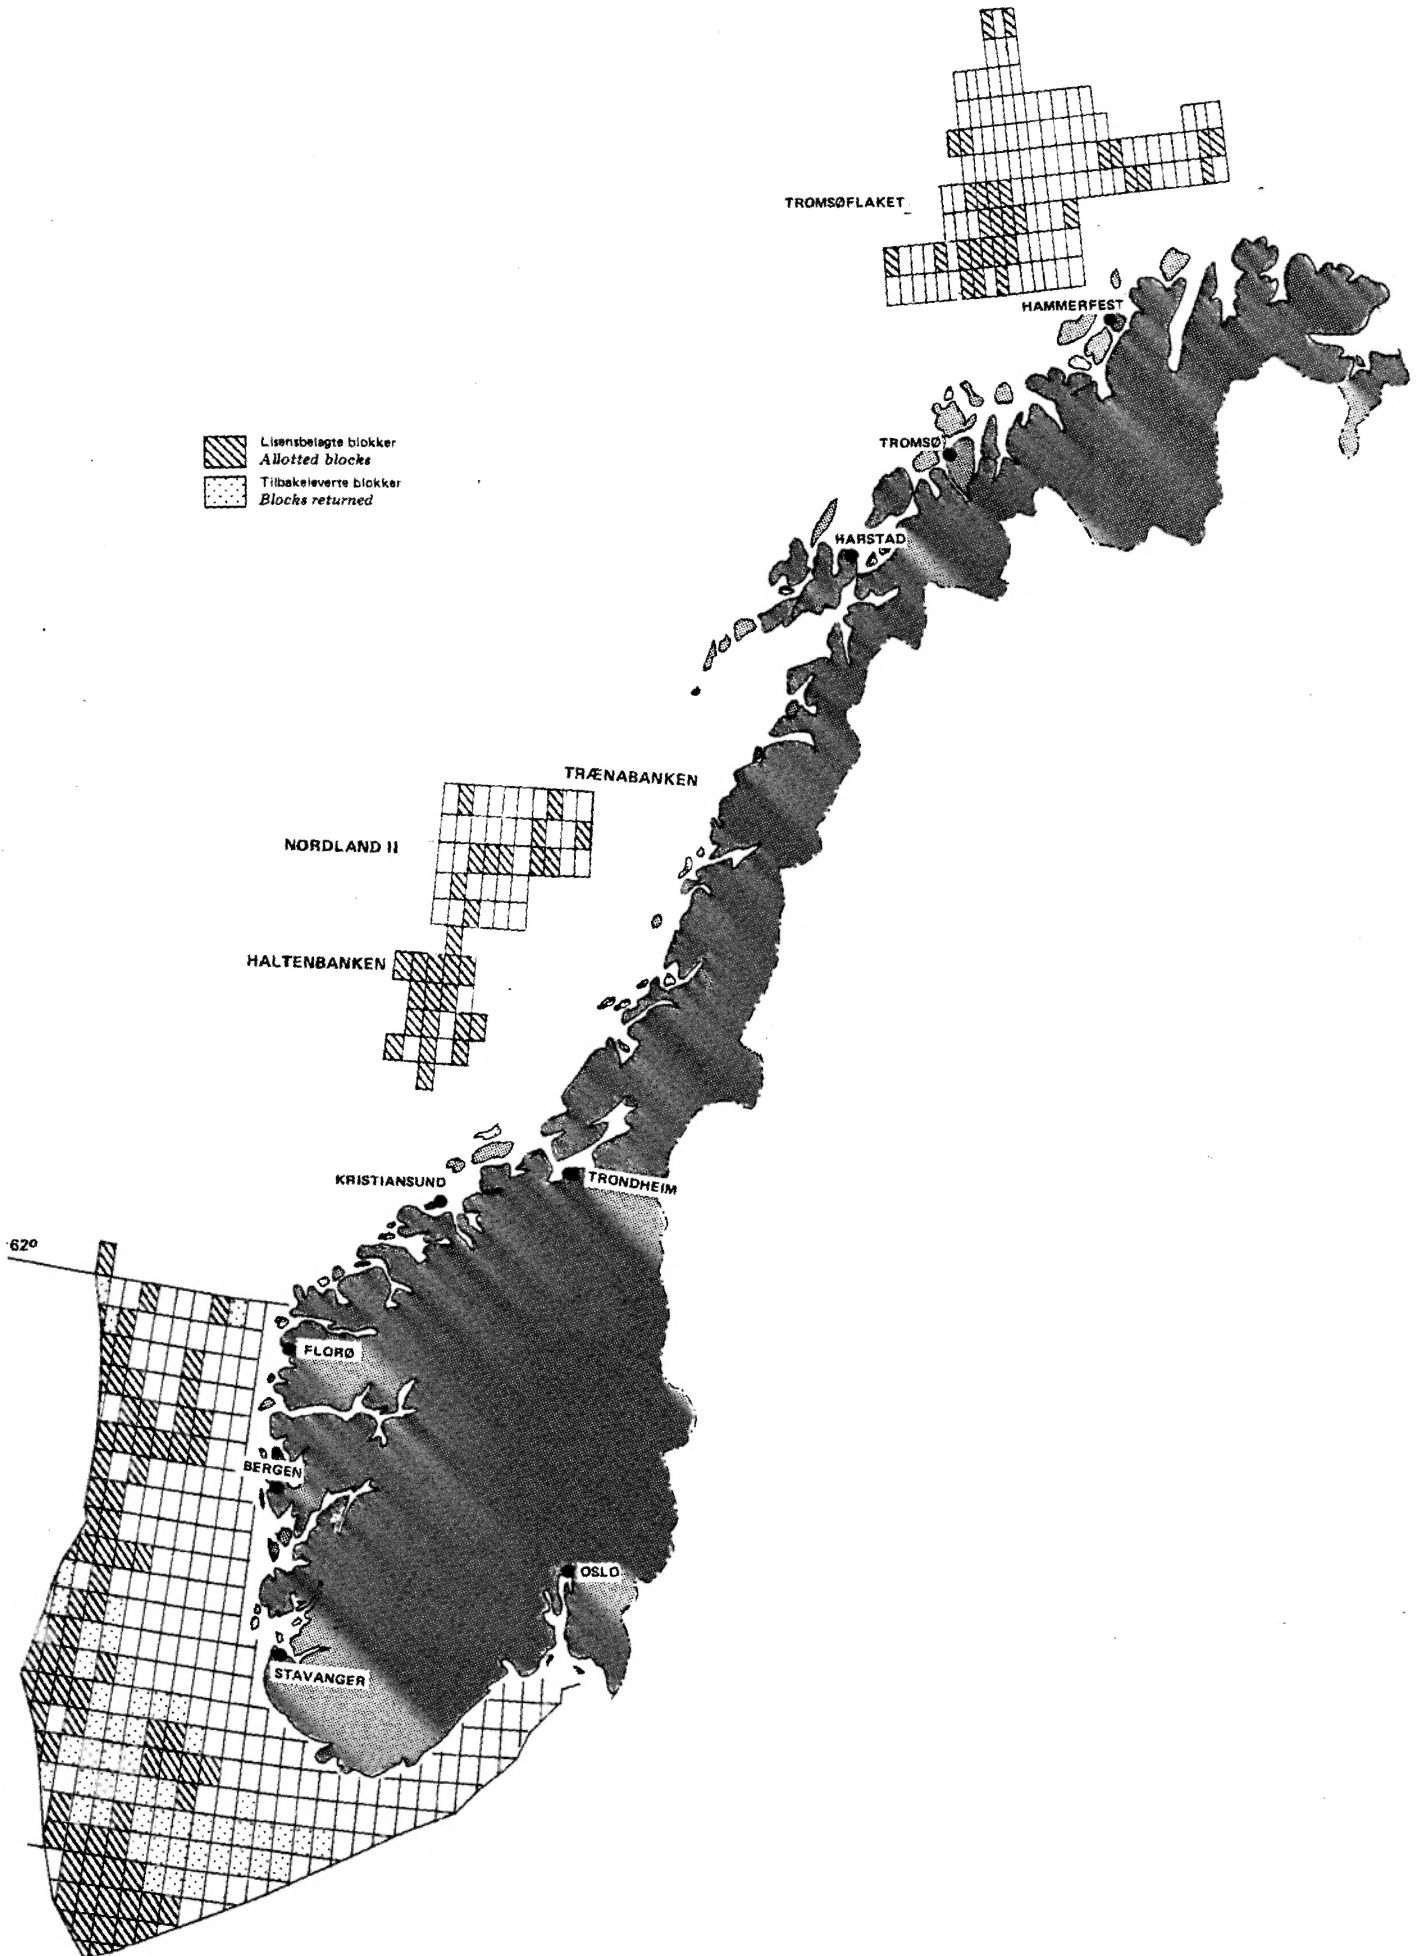 TROMSØFLAKET
HAMMERFEST
Lisensbelagte blokker
Allotted blocks
Tilbakeleverte blokker
Blocks returned
TROMSØ
HARSTAD
TRÆNABANKEN
NORDLAND II
HALTENBANKEN
KRISTIANSUND
TRONDHEIM
62º
FLORØ
BERGEN
OSLO
STAVANGER